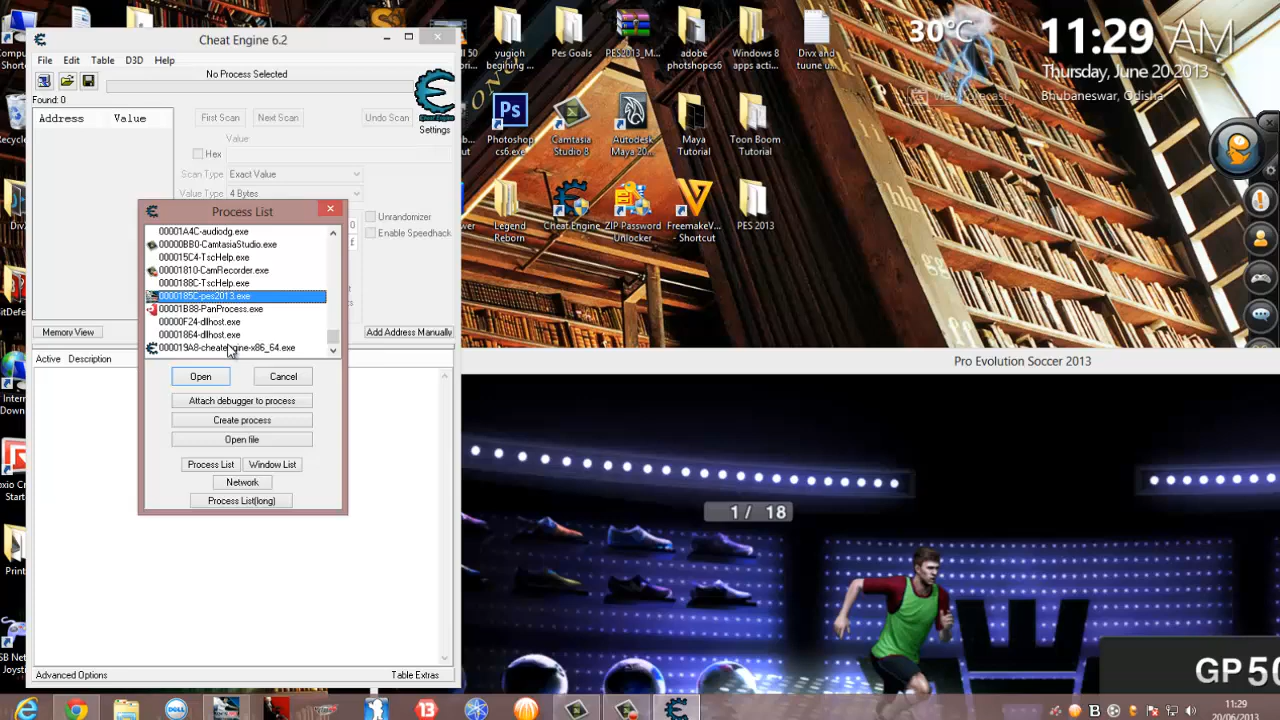 Cheat Engine 6.2
File Edit Table D3D Help
No Process Selected
Found: 0
Address Value
First Scan Next Scan Undo Scan
Settings
Value
Hex
Scan Type Exact Value
Value Type 4 Bytes
Unrandomizer
Enable Speedhack
Memory View
Add Address Manually
Active Description
Advanced Options
Table Extras
Process List
00001A4C-audiodg.exe
00000BB0-CamtasiaStudio.exe
000015C4-TscHelp.exe
00001810-CamRecorder.exe
0000188C-TscHelp.exe
0000185C-pes2013.exe
00001B88-PanProcess.exe
00000F24-dllhost.exe
00001864-dllhost.exe
000019A8-cheatengine-x86_64.exe
Open Cancel
Attach debugger to process
Create process
Open file
Process List Window List
Network
Process List(long)
yugioh begining ...
Pes Goals
PES2013_M...
adobe photshopcs6
Windows 8 apps acti...
Divx and tuune u...
Ps
Photoshop cs6.exe
Camtasia Studio 8
Autodesk Maya 20...
Maya Tutorial
Toon Boom Tutorial
Legend Reborn
Cheat Engine
ZIP Password Unlocker
FreemakeV... - Shortcut
PES 2013
30°C
11:29 AM
Thursday, June 20 2013
Bhubaneswar, Odisha
Pro Evolution Soccer 2013
1 / 18
GP 50
DELL
13
B
11:29
20/06/2013